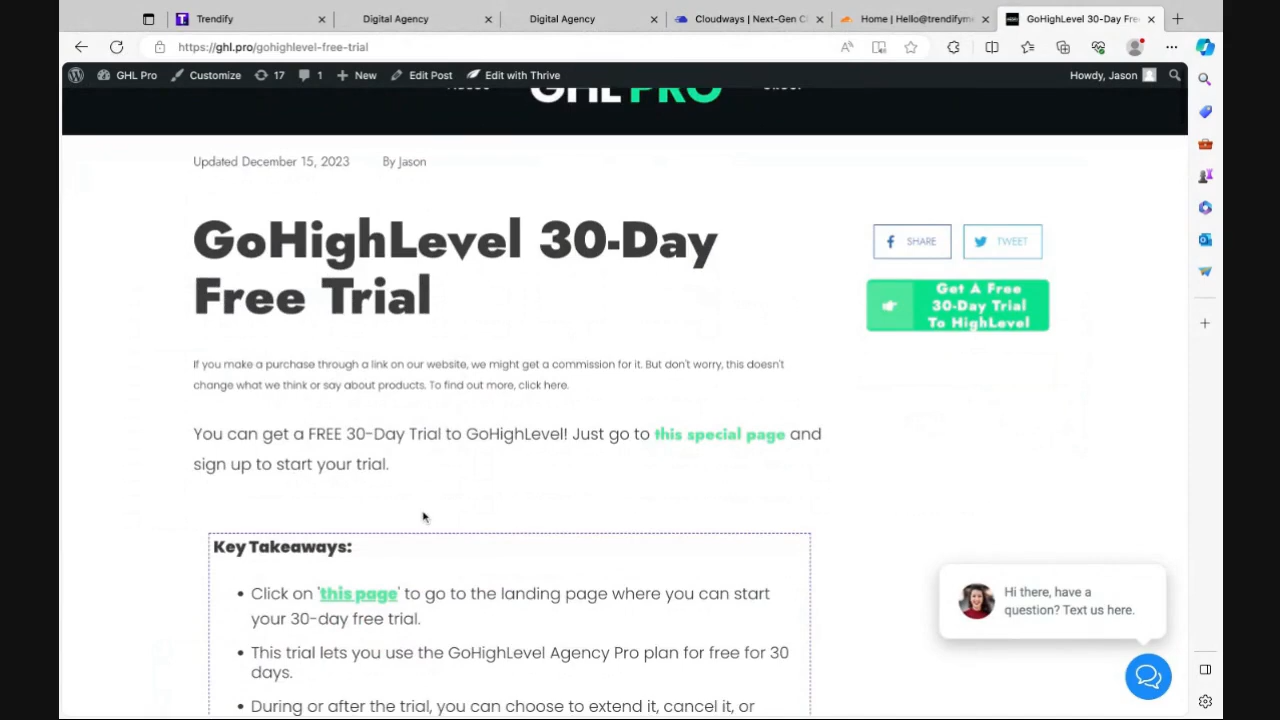 Trendify
Digital Agency
Digital Agency
Cloudways | Next-Gen C
Home | Hello@trendifym
GoHighLevel 30-Day Fre
https://ghl.pro/gohighlevel-free-trial
GHL Pro
Customize
17
1
New
Edit Post
Edit with Thrive
Howdy, Jason
GHL PRO
Updated December 15, 2023
By Jason
GoHighLevel 30-Day
Free Trial
SHARE
TWEET
Get A Free
30-Day Trial
To HighLevel
If you make a purchase through a link on our website, we might get a commission for it. But don't worry, this doesn't
change what we think or say about products. To find out more, click here.
You can get a FREE 30-Day Trial to GoHighLevel! Just go to this special page and
sign up to start your trial.
Key Takeaways:
• Click on 'this page' to go to the landing page where you can start
your 30-day free trial.
• This trial lets you use the GoHighLevel Agency Pro plan for free for 30
days.
• During or after the trial, you can choose to extend it, cancel it, or
Hi there, have a
question? Text us here.